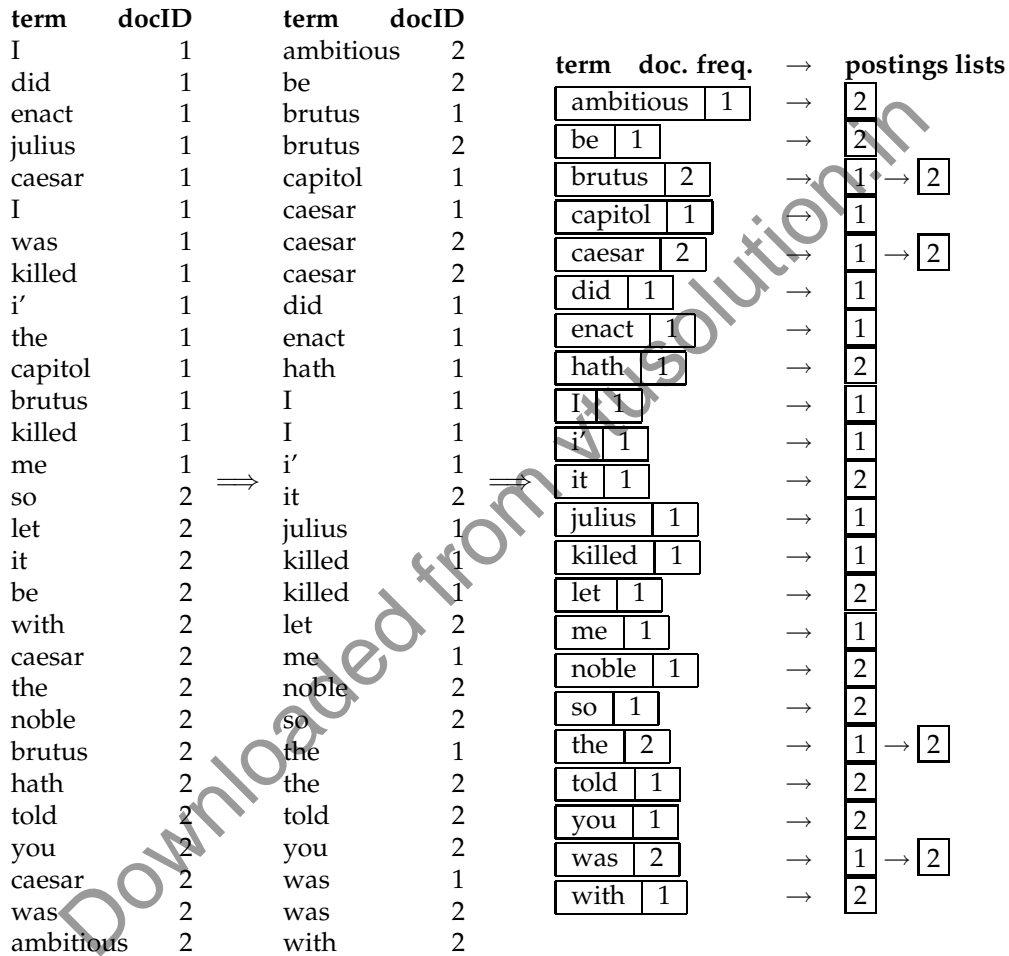 term docID term docID
I 1 ambitious 2
did 1 be 2 term doc. freq. → postings lists
enact 1 brutus 1 ambitious 1 → 2
julius 1 brutus 2 be 1 → 2
caesar 1 capitol 1 brutus 2 → 1 → 2
I 1 caesar 1 capitol 1 → 1
was 1 caesar 2 caesar 2 → 1 → 2
killed 1 caesar 2 did 1 → 1
i' 1 did 1 enact 1 → 1
the 1 enact 1 hath 1 → 2
capitol 1 hath 1 I 1 → 1
brutus 1 I 1 i' 1 → 1
killed 1 I 1 it 1 → 2
me 1 i' 1 julius 1 → 1
so 2 ⟹ it 2 ⟹ killed 1 → 1
let 2 julius 1 let 1 → 2
it 2 killed 1 me 1 → 1
be 2 killed 1 noble 1 → 2
with 2 let 2 so 1 → 2
caesar 2 me 1 the 2 → 1 → 2
the 2 noble 2 told 1 → 2
noble 2 so 2 you 1 → 2
brutus 2 the 1 was 2 → 1 → 2
hath 2 the 2 with 1 → 2
told 2 told 2
you 2 you 2
caesar 2 was 1
was 2 was 2
ambitious 2 with 2
Downloaded from vtusolution.in